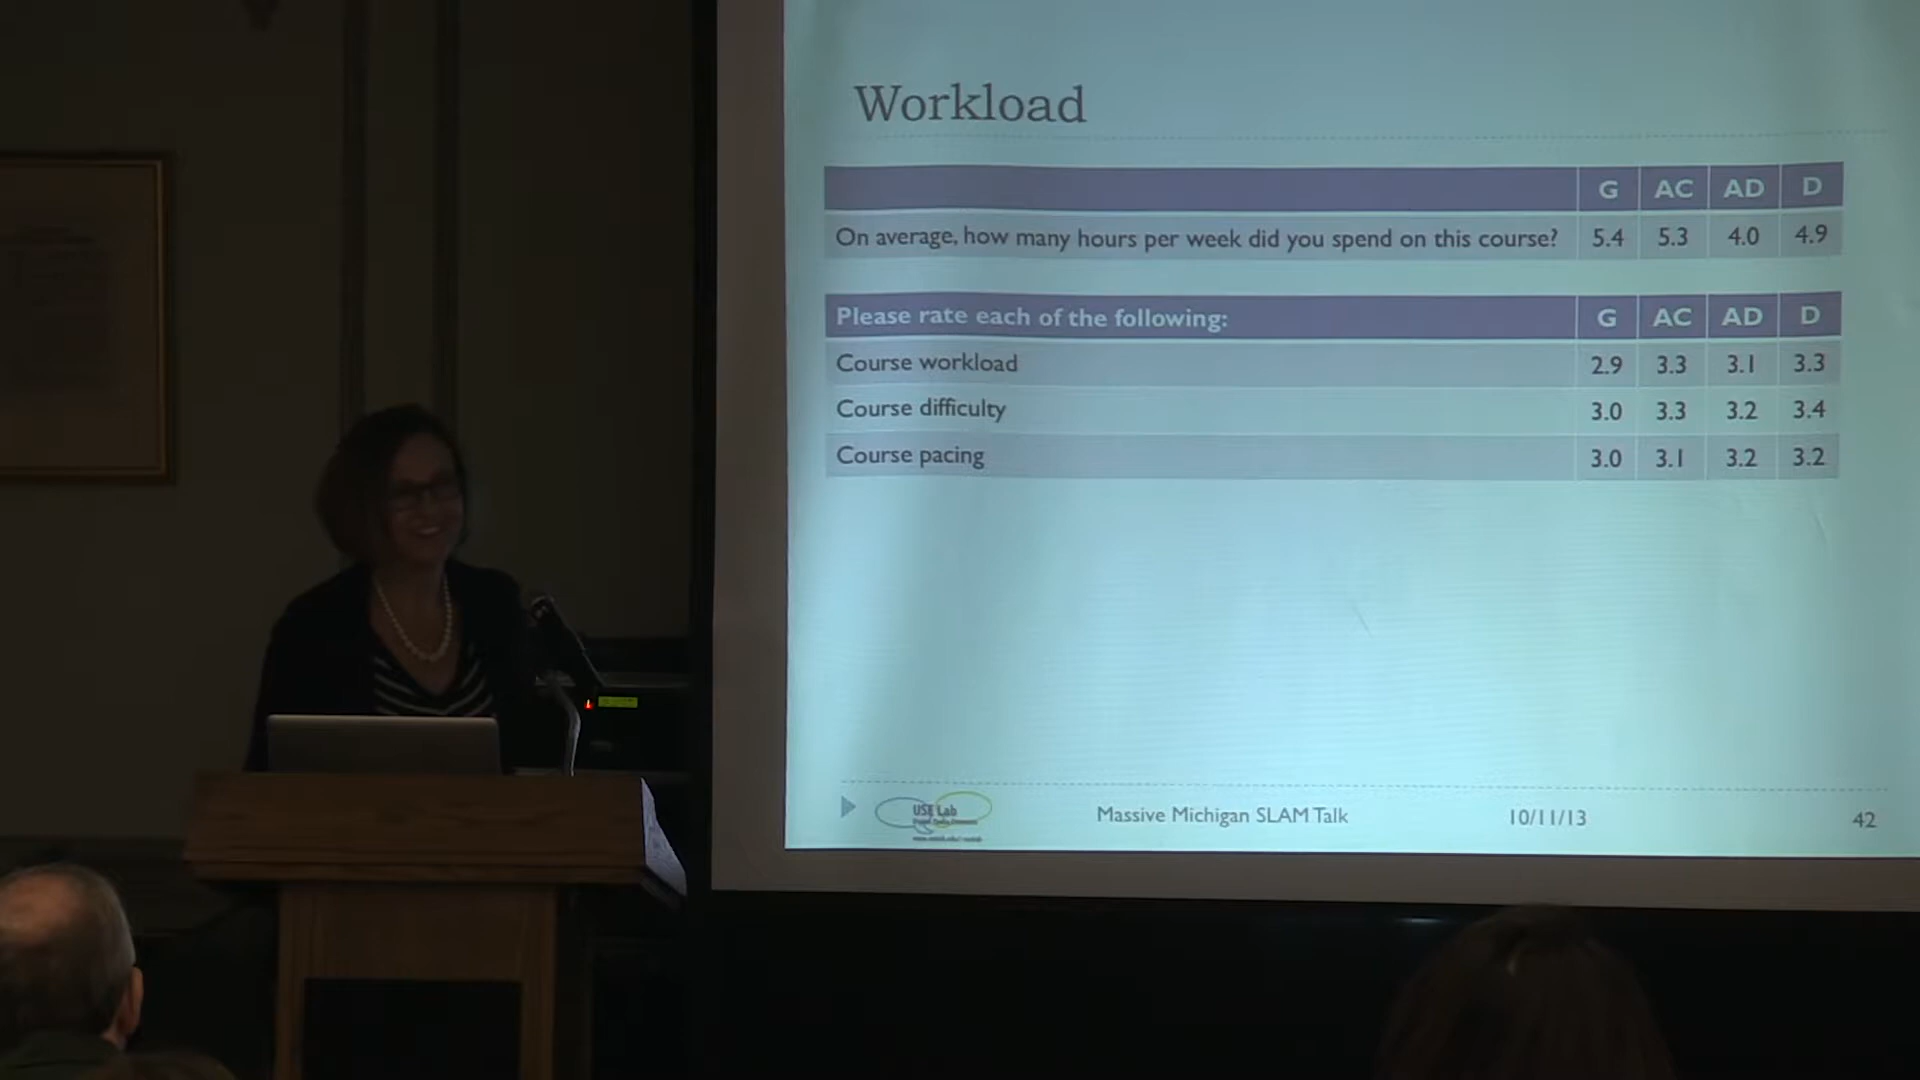 Workload
G AC AD D
On average, how many hours per week did you spend on this course? 5.4 5.3 4.0 4.9
Please rate each of the following: G AC AD D
Course workload 2.9 3.3 3.1 3.3
Course difficulty 3.0 3.3 3.2 3.4
Course pacing 3.0 3.1 3.2 3.2
USE Lab
Massive Michigan SLAM Talk 10/11/13 42